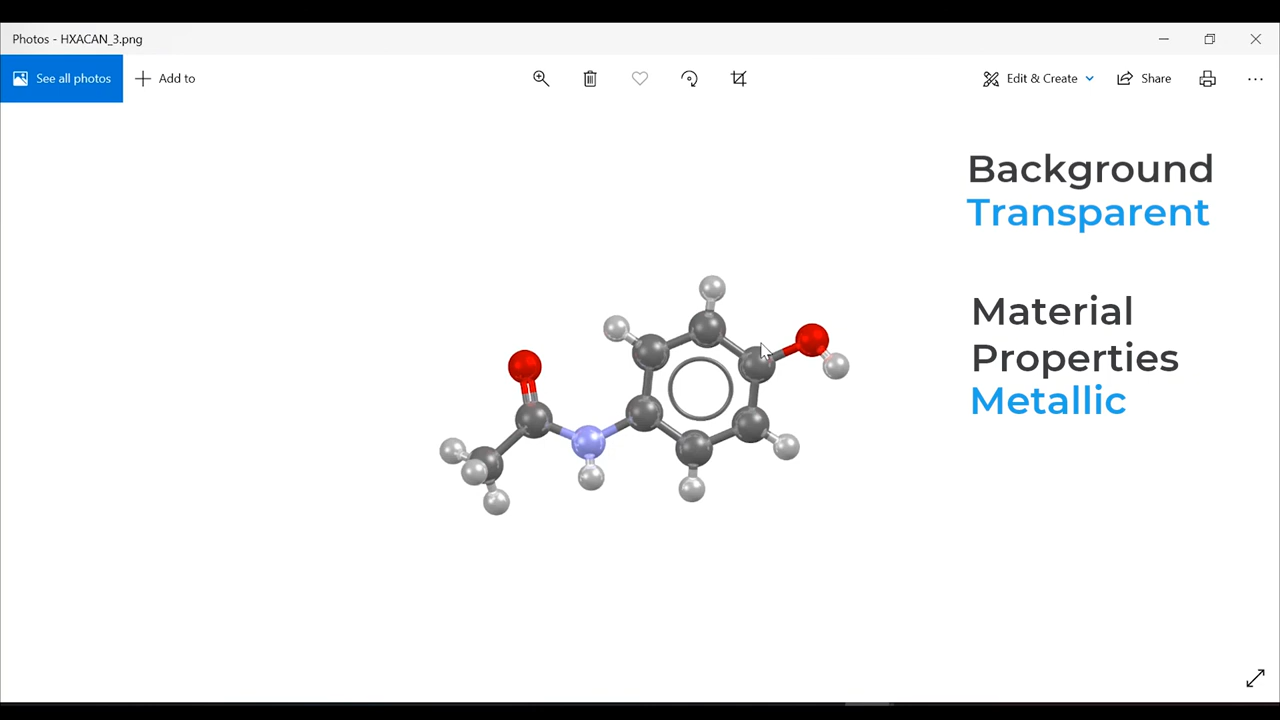 Photos - HXACAN_3.png
See all photos
Add to
Edit & Create
Share
Background
Transparent
Material
Properties
Metallic